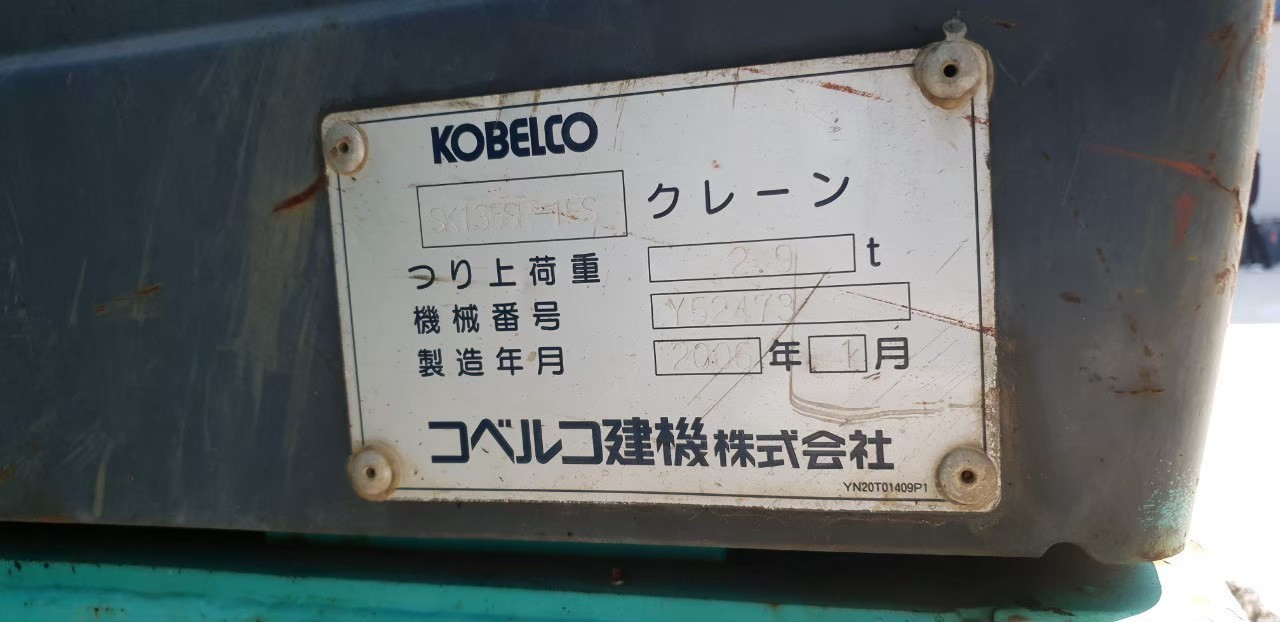 KOBELCO
SK135SR-1ES クレーン
つり上荷重 2.9 t
機械番号 Y52473
製造年月 2006 年 1 月
コベルコ建機株式会社
YN20T01409P1